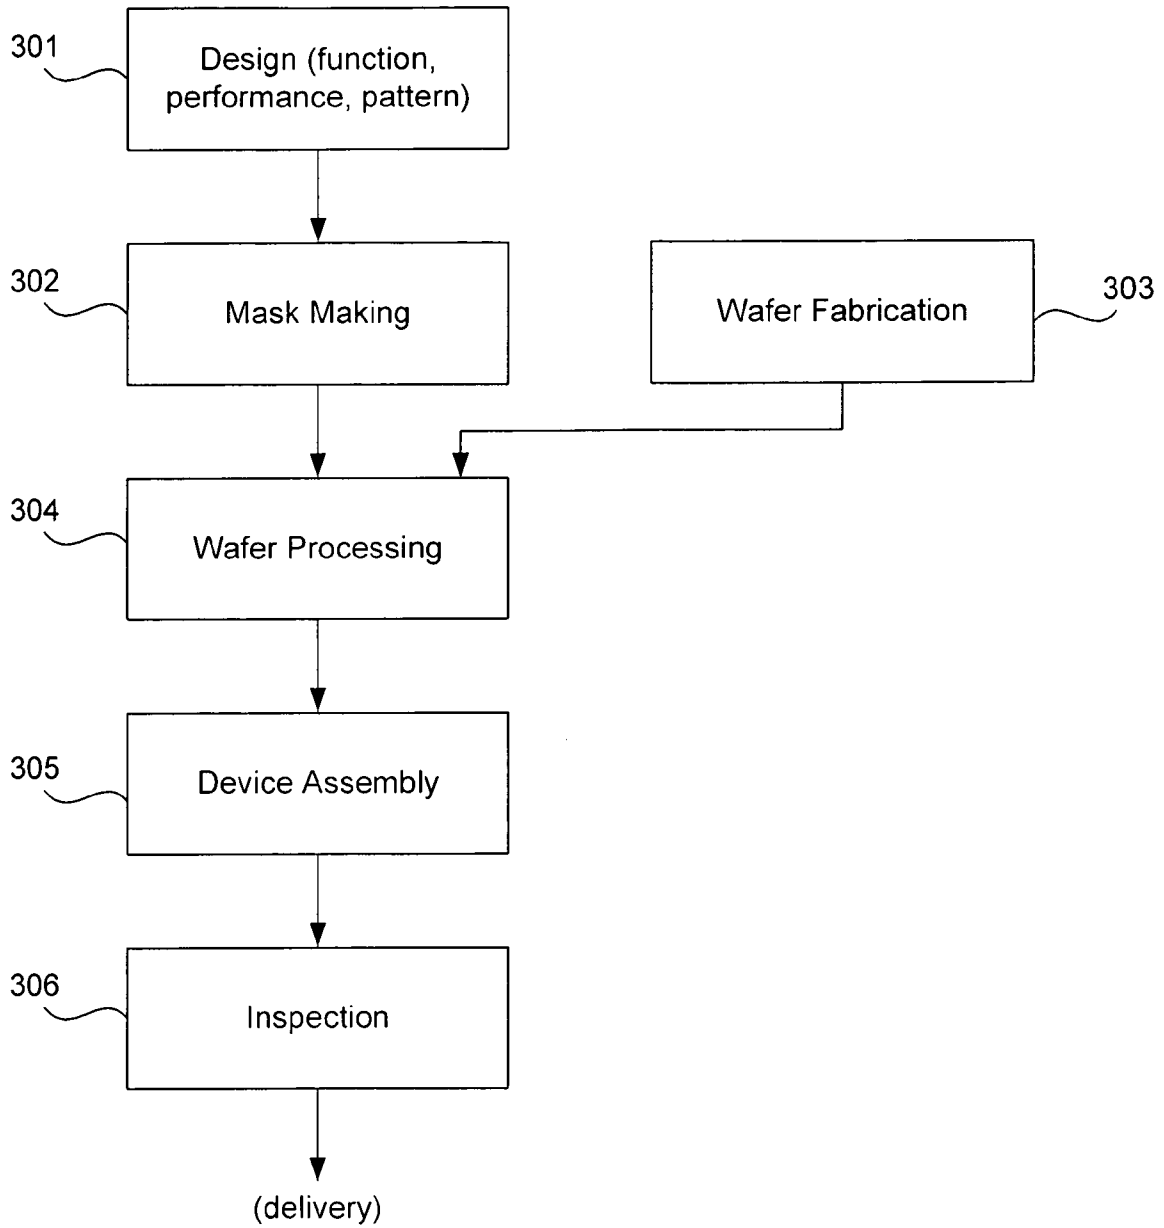 301
Design (function,
performance, pattern)
302
Mask Making
Wafer Fabrication
303
304
Wafer Processing
305
Device Assembly
306
Inspection
(delivery)